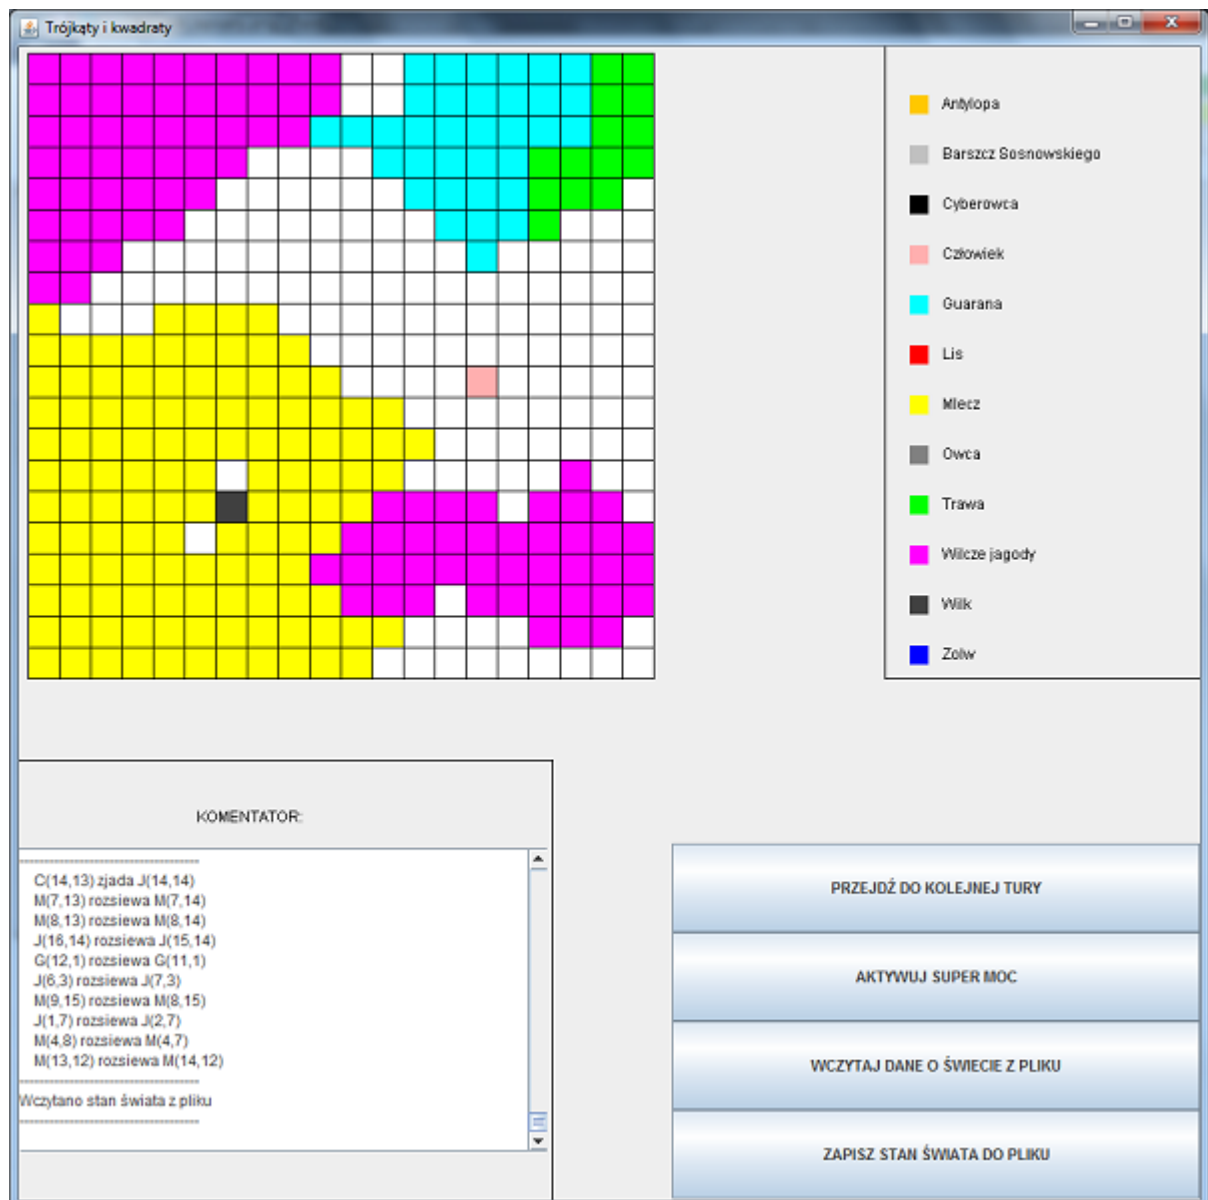 Trójkąty i kwadraty
Antylopa
Barszcz Sosnowskiego
Cyberowca
Człowiek
Guarana
Lis
Mlecz
Owca
Trawa
Wilcze jagody
Wilk
Zolw
KOMENTATOR:
C(14,13) zjada J(14,14)
M(7,13) rozsiewa M(7,14)
M(8,13) rozsiewa M(8,14)
J(16,14) rozsiewa J(15,14)
G(12,1) rozsiewa G(11,1)
J(6,3) rozsiewa J(7,3)
M(9,15) rozsiewa M(8,15)
J(1,7) rozsiewa J(2,7)
M(4,8) rozsiewa M(4,7)
M(13,12) rozsiewa M(14,12)
Wczytano stan świata z pliku
PRZEJDŹ DO KOLEJNEJ TURY
AKTYWUJ SUPER MOC
WCZYTAJ DANE O ŚWIECIE Z PLIKU
ZAPISZ STAN ŚWIATA DO PLIKU